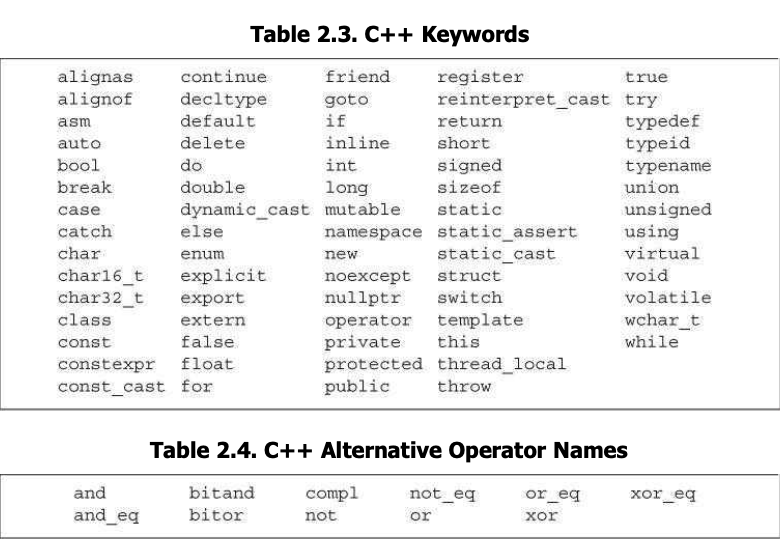 Table 2.3. C++ Keywords
alignas continue friend register true
alignof decltype goto reinterpret_cast try
asm default if return typedef
auto delete inline short typeid
bool do int signed typename
break double long sizeof union
case dynamic_cast mutable static unsigned
catch else namespace static_assert using
char enum new static_cast virtual
char16_t explicit noexcept struct void
char32_t export nullptr switch volatile
class extern operator template wchar_t
const false private this while
constexpr float protected thread_local
const_cast for public throw
Table 2.4. C++ Alternative Operator Names
and bitand compl not_eq or_eq xor_eq
and_eq bitor not or xor